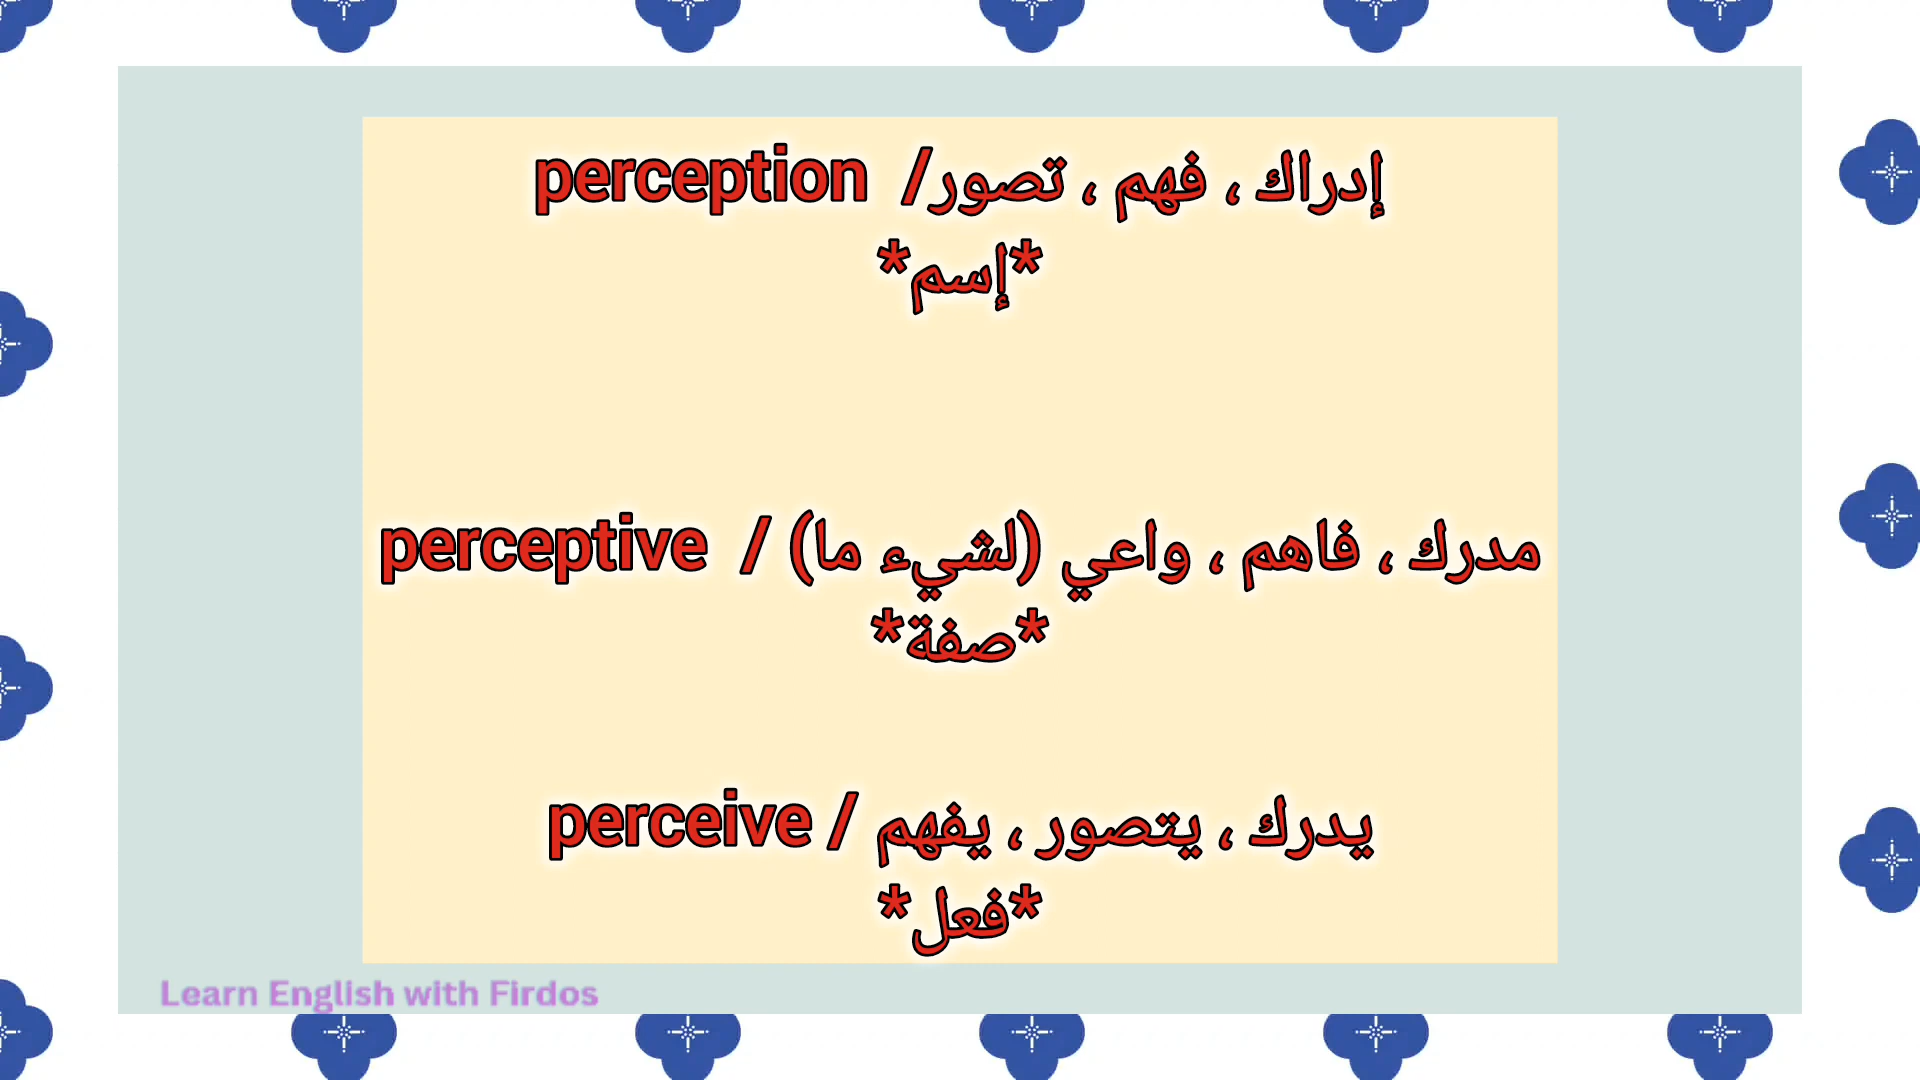 perception / إدراك ، فهم ، تصور
*إسم*
perceptive / مدرك ، فاهم ، واعي (لشيء ما)
*صفة*
perceive / يدرك ، يتصور ، يفهم
*فعل*
Learn English with Firdos